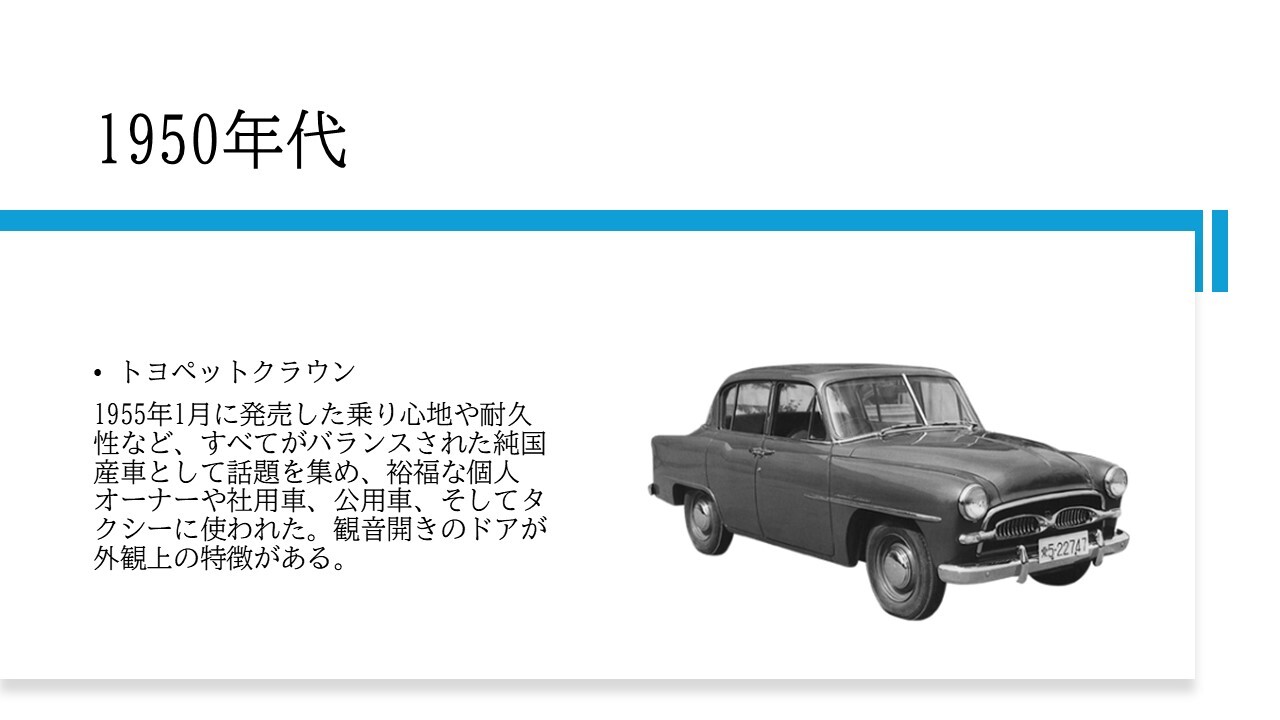 1950年代
• トヨペットクラウン
1955年1月に発売した乗り心地や耐久
性など、すべてがバランスされた純国
産車として話題を集め、裕福な個人
オーナーや社用車、公用車、そしてタ
クシーに使われた。観音開きのドアが
外観上の特徴がある。
5-22747